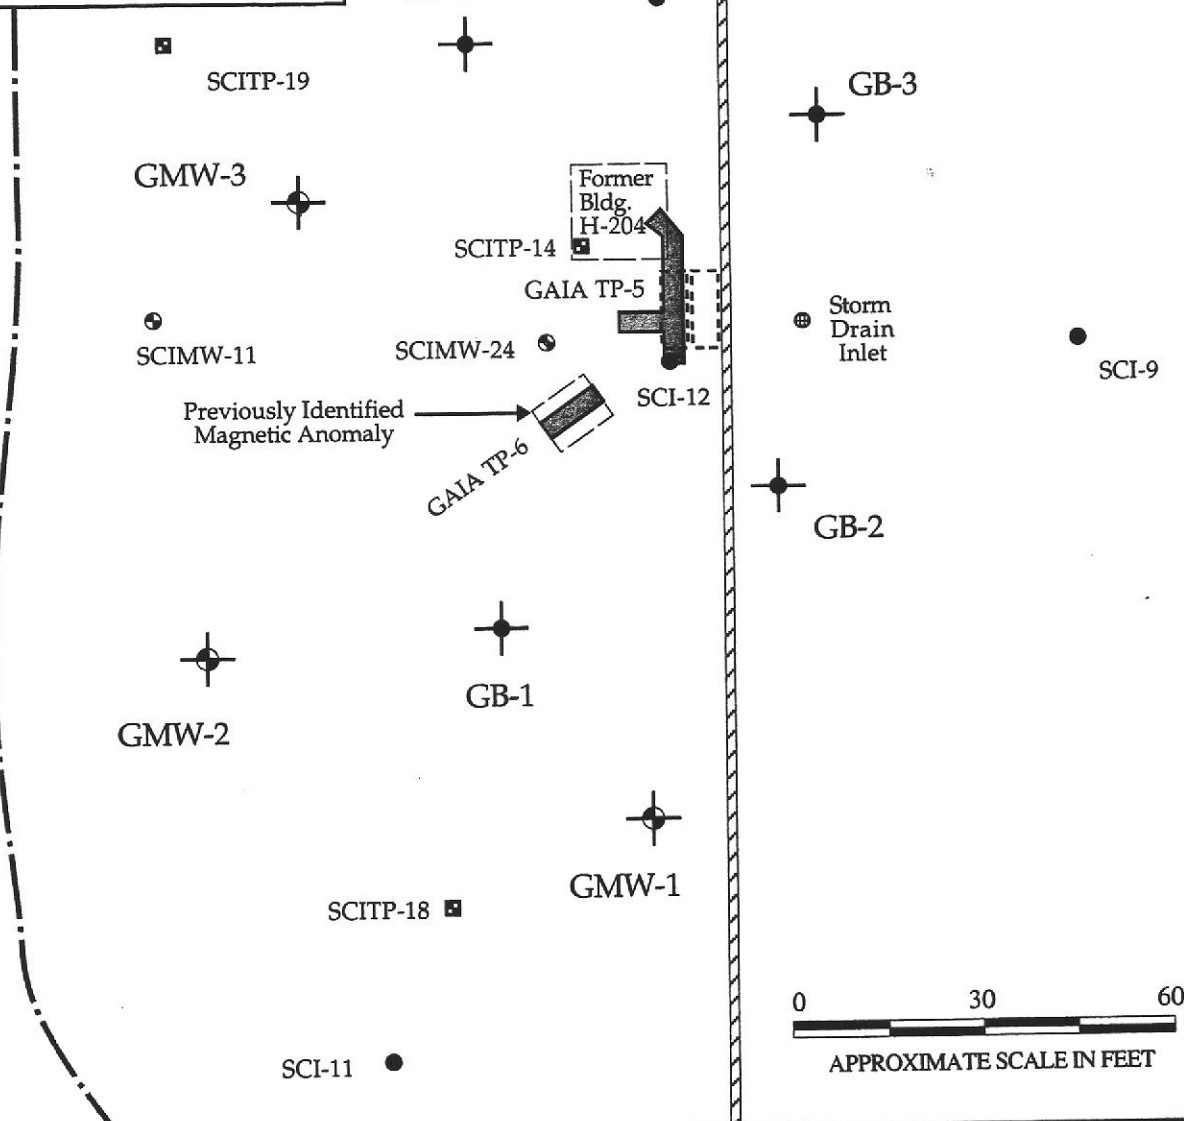 SCITP-19
GB-3
GMW-3
Former
Bldg.
H-204
SCITP-14
GAIA TP-5
Storm
Drain
Inlet
SCIMW-11
SCIMW-24
SCI-9
SCI-12
Previously Identified
Magnetic Anomaly
GAIA TP-6
GB-2
GB-1
GMW-2
GMW-1
SCITP-18
0 30 60
APPROXIMATE SCALE IN FEET
SCI-11